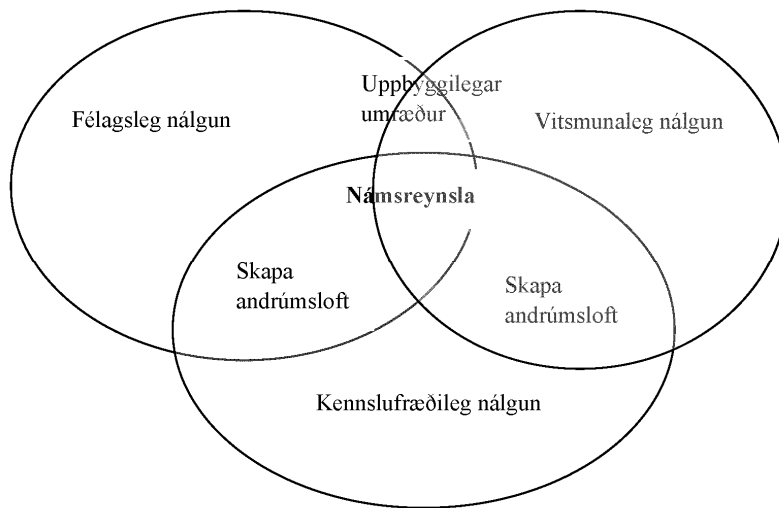 Uppbyggilegar
umræður
Félagsleg nálgun
Vitsmunaleg nálgun
Námsreynsla
Skapa
andrúmsloft
Skapa
andrúmsloft
Kennslufræðileg nálgun